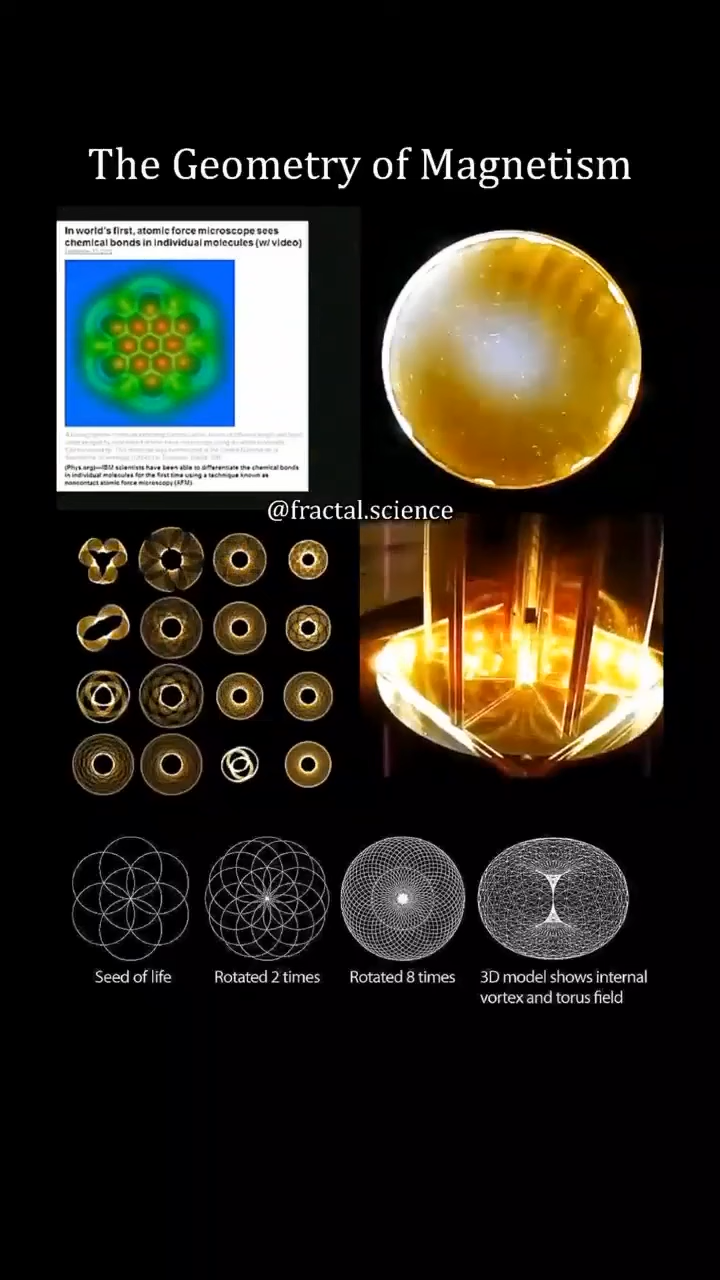 The Geometry of Magnetism
In world's first, atomic force microscope sees
chemical bonds in individual molecules (w/ video)
(Phys.org)—IBM scientists have been able to differentiate the chemical bonds
in individual molecules for the first time using a technique known as
noncontact atomic force microscopy (AFM).
@fractal.science
Seed of life
Rotated 2 times
Rotated 8 times
3D model shows internal
vortex and torus field